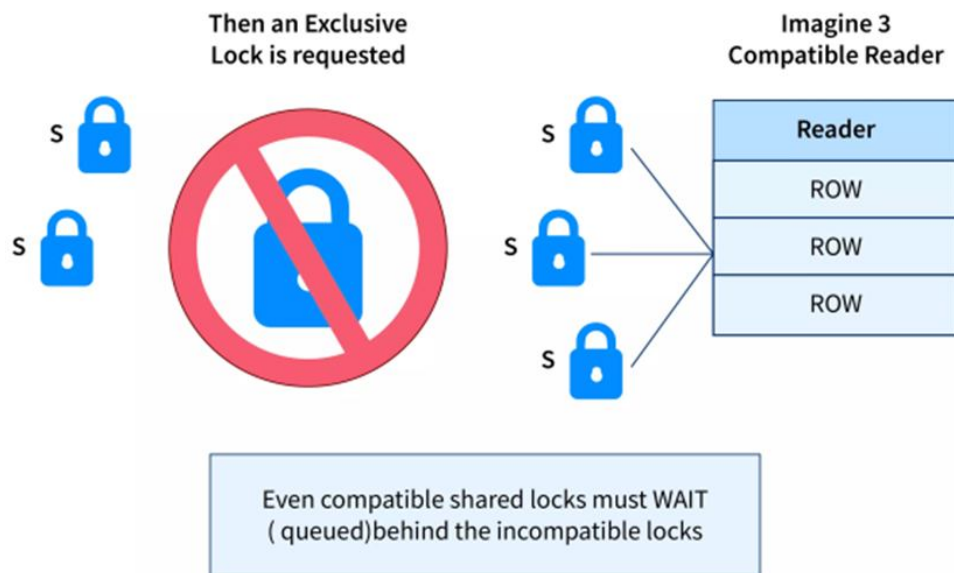 Then an Exclusive
Lock is requested
Imagine 3
Compatible Reader
S
S
S
S
S
Reader
ROW
ROW
ROW
Even compatible shared locks must WAIT
( queued)behind the incompatible locks